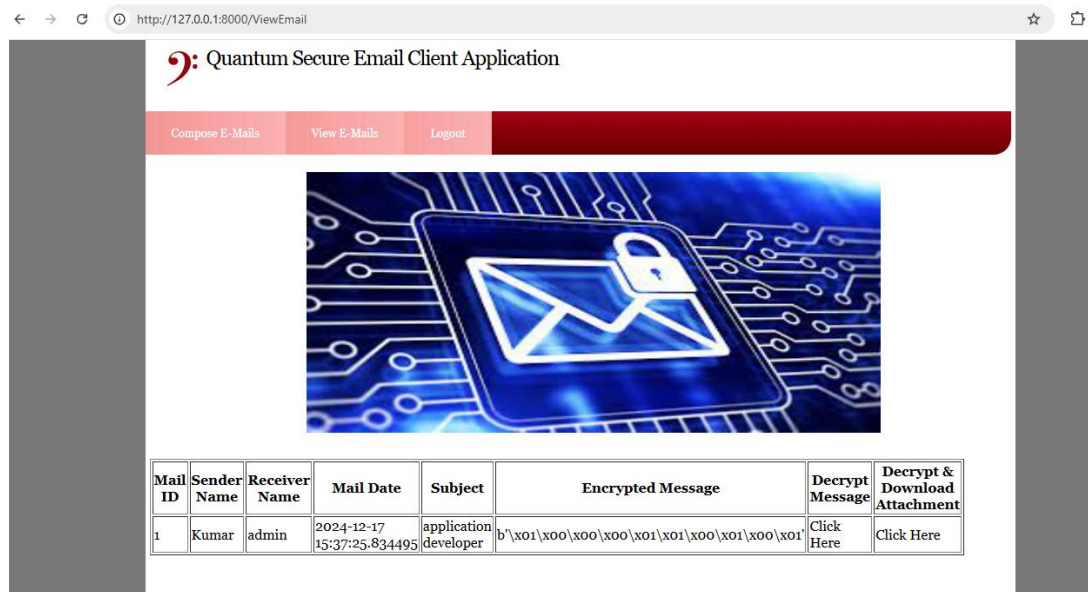 http://127.0.0.1:8000/ViewEmail
Quantum Secure Email Client Application
Compose E-Mails View E-Mails Logout
Mail ID Sender Name Receiver Name Mail Date Subject Encrypted Message Decrypt Message Decrypt & Download Attachment
1 Kumar admin 2024-12-17 15:37:25.834495 application developer b'\x01\x00\x00\x00\x01\x01\x00\x01\x00\x01' Click Here Click Here